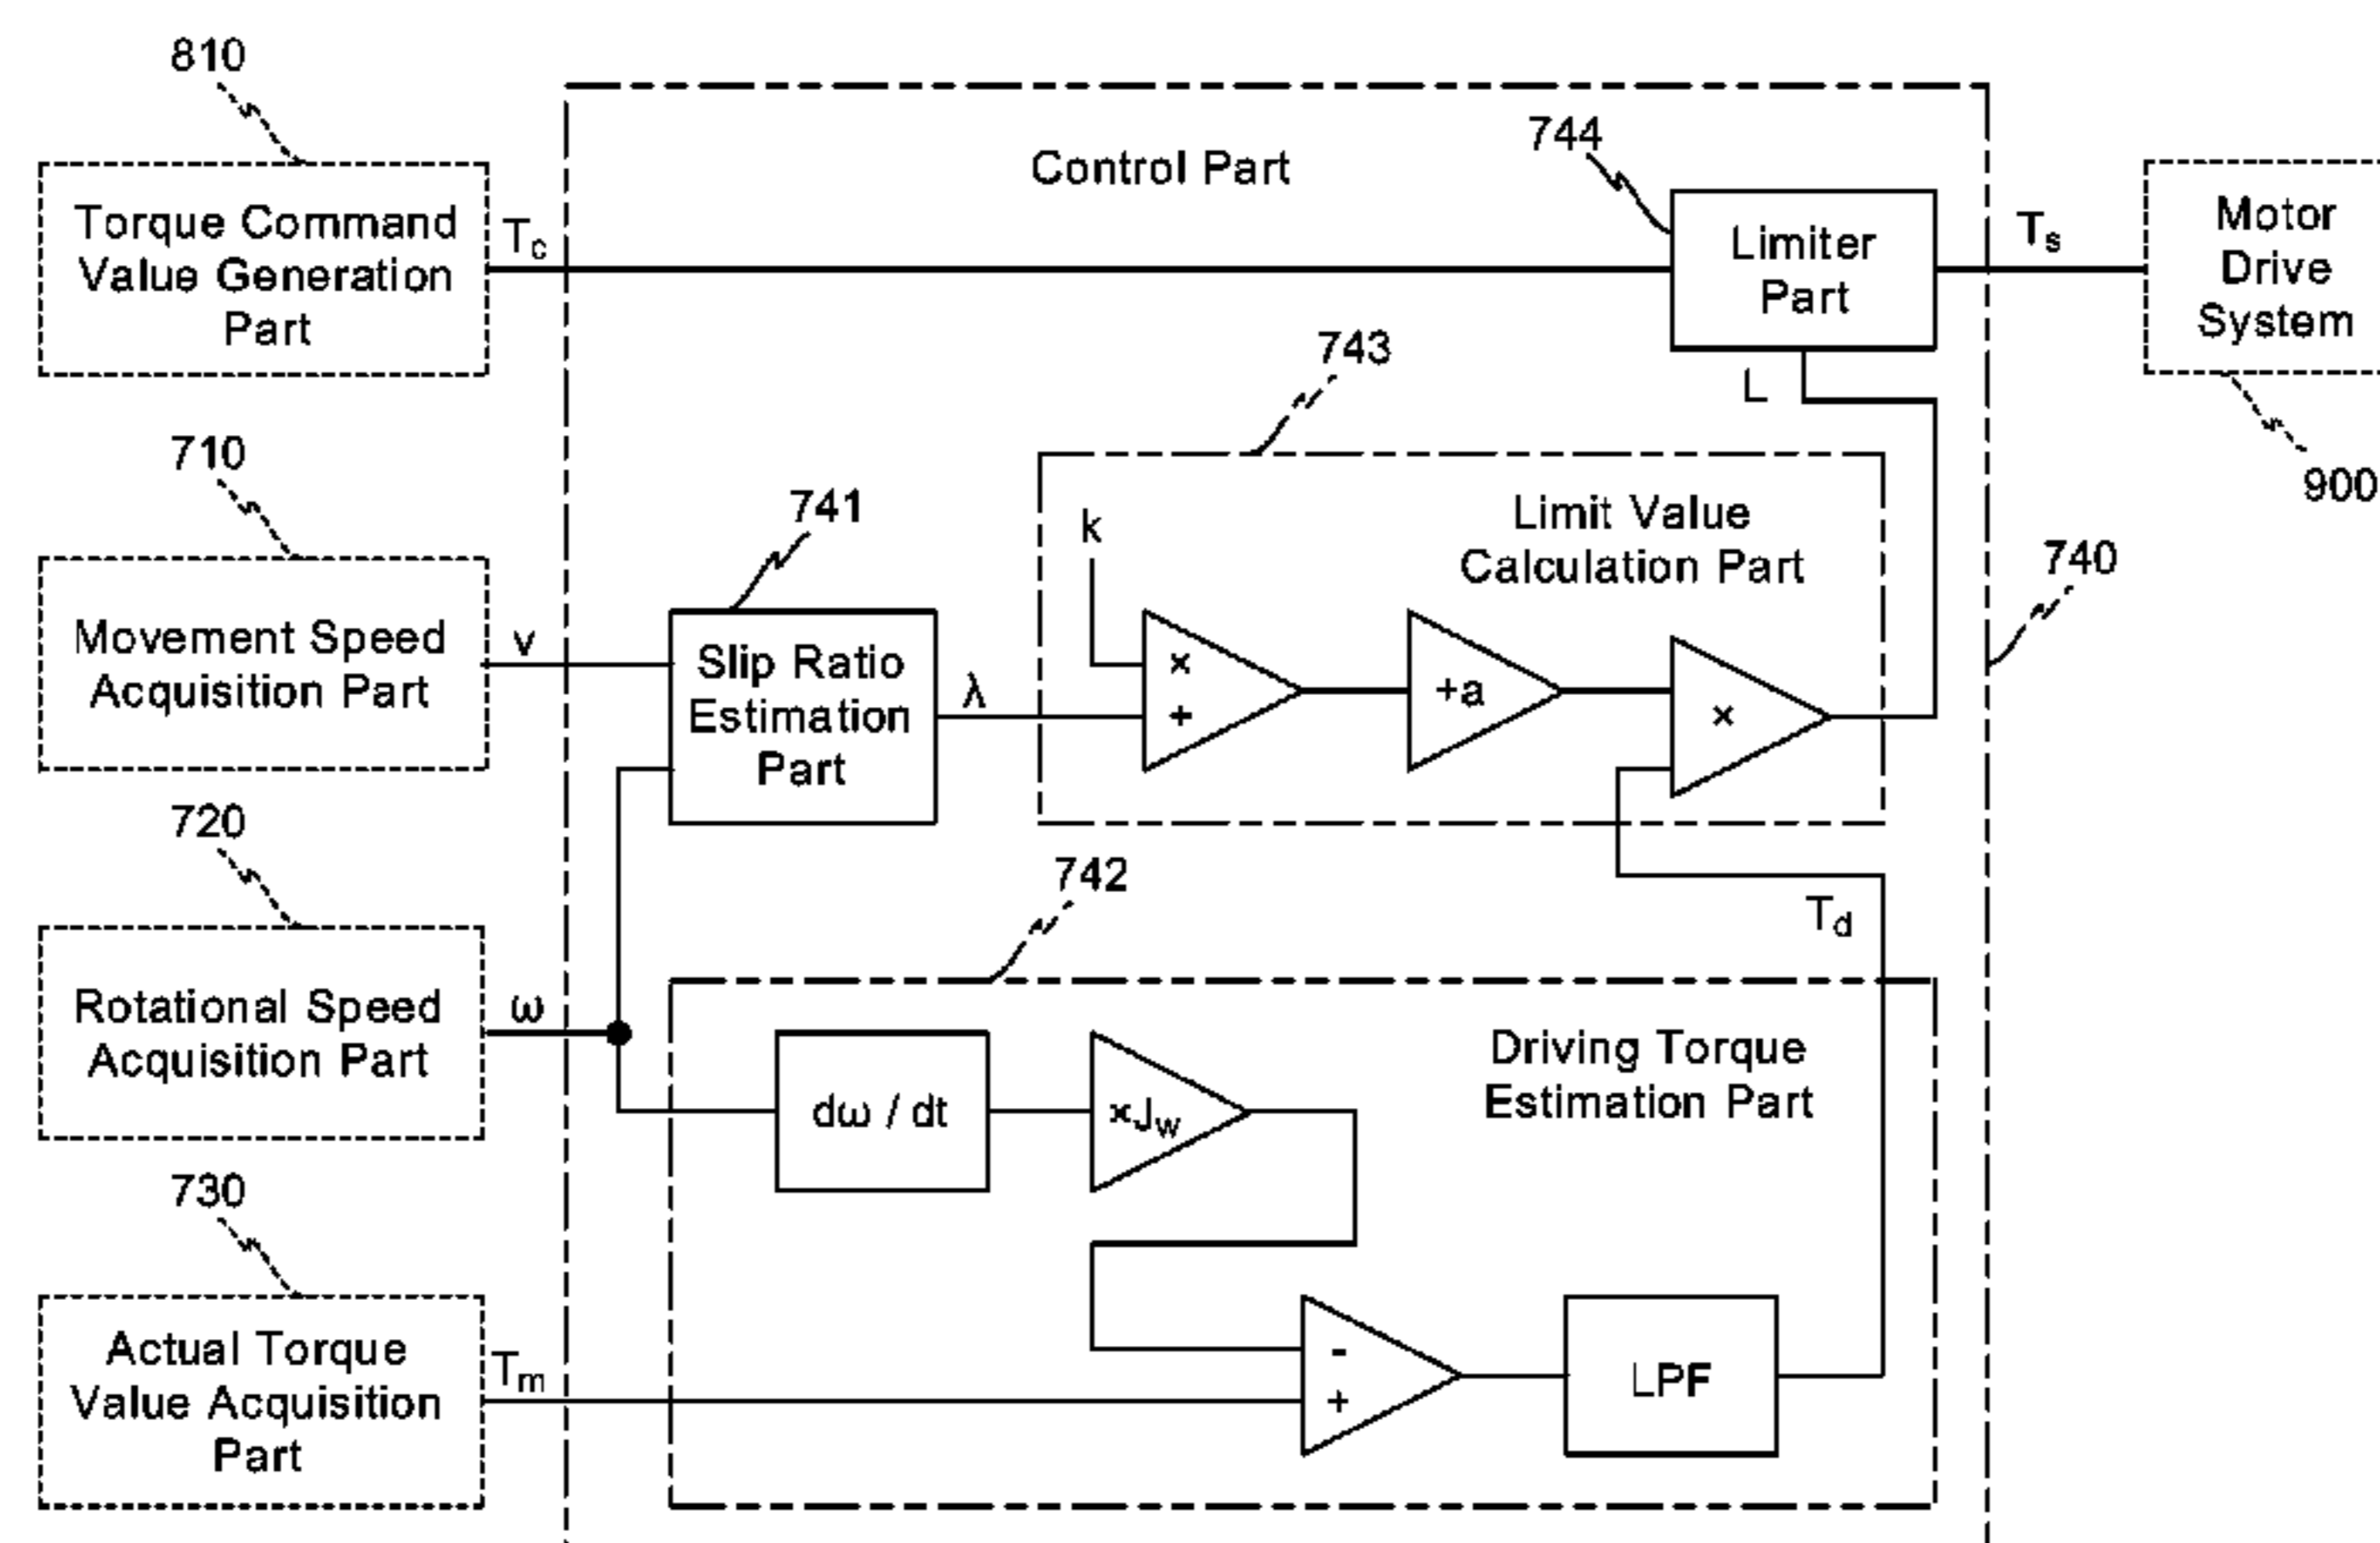 810
Control Part
744
Torque Command
Value Generation
Part
Tc
Limiter
Part
Ts
Motor
Drive
System
900
L
743
710
741
k
Limit Value
Calculation Part
740
Movement Speed
Acquisition Part
v
Slip Ratio
Estimation
Part
λ
×
+
+a
×
720
742
Td
Rotational Speed
Acquisition Part
ω
dω / dt
×Jw
Driving Torque
Estimation Part
730
Actual Torque
Value Acquisition
Part
Tm
-
+
LPF